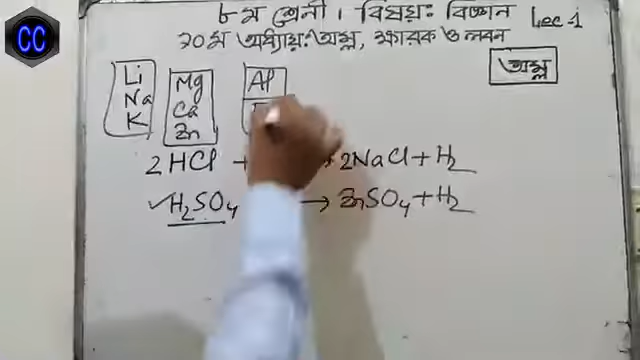 CC
৮ম শ্রেনী । বিষয়ঃ বিজ্ঞান Lec-1
১০ম অধ্যায়ঃ অম্ল, ক্ষারক ও লবন
অম্ল
Li Mg Al
Na Ca
K Zn
2HCl + + 2NaCl + H2
✓H2SO4 → ZnSO4 + H2